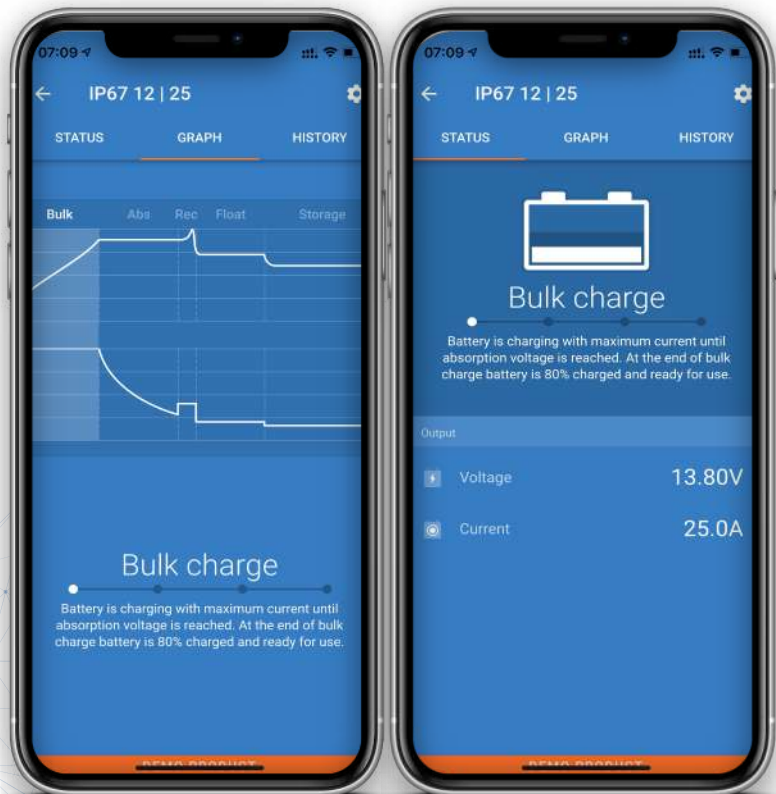 07:09
IP67 12 | 25
STATUS GRAPH HISTORY
Bulk Abs Rec Float Storage
Bulk charge
Battery is charging with maximum current until
absorption voltage is reached. At the end of bulk
charge battery is 80% charged and ready for use.
DEMO PRODUCT
07:09
IP67 12 | 25
STATUS GRAPH HISTORY
Bulk charge
Battery is charging with maximum current until
absorption voltage is reached. At the end of bulk
charge battery is 80% charged and ready for use.
Output
Voltage 13.80V
Current 25.0A
DEMO PRODUCT